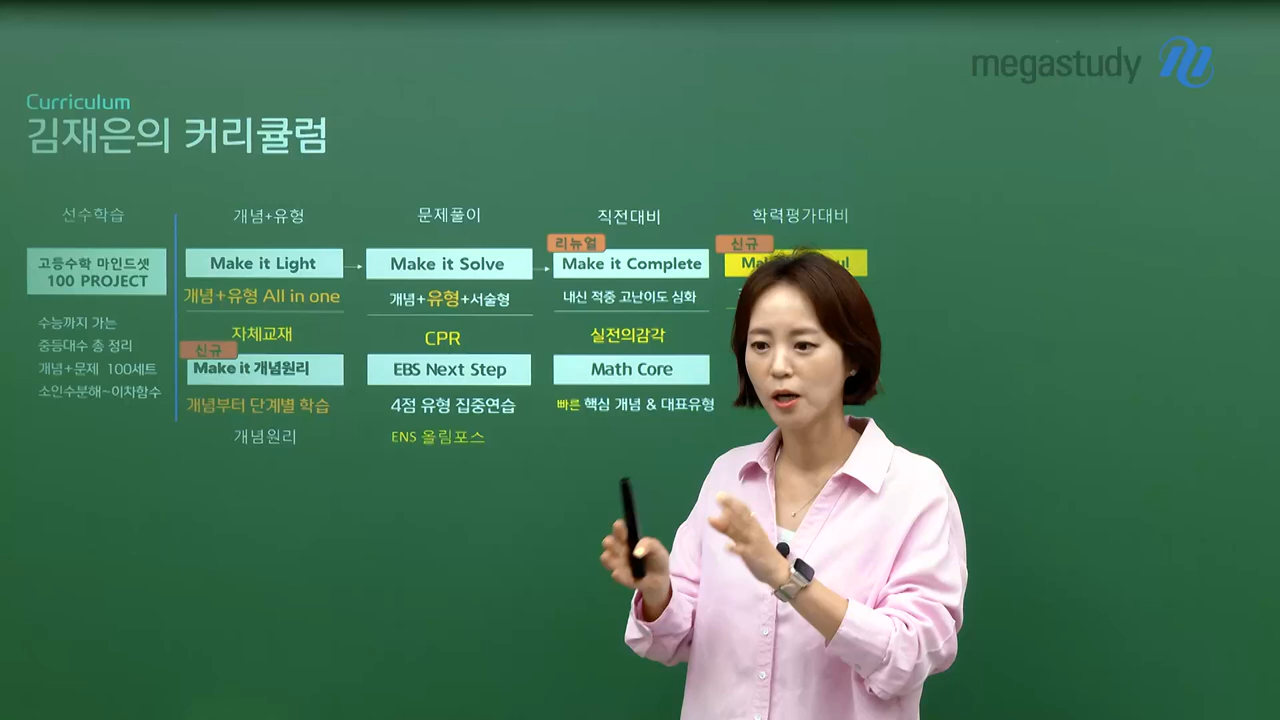 megastudy
Curriculum
김재은의 커리큘럼
선수학습
고등수학 마인드셋
100 PROJECT
수능까지 가는
중등대수 총 정리
개념+문제 100세트
소인수분해~이차함수
개념+유형
Make it Light
개념+유형 All in one
자체교재
신규
Make it 개념원리
개념부터 단계별 학습
개념원리
문제풀이
Make it Solve
개념+유형+서술형
CPR
EBS Next Step
4점 유형 집중연습
ENS 올림포스
직전대비
리뉴얼
Make it Complete
내신 적중 고난이도 심화
실전의감각
Math Core
빠른 핵심 개념 & 대표유형
학력평가대비
신규